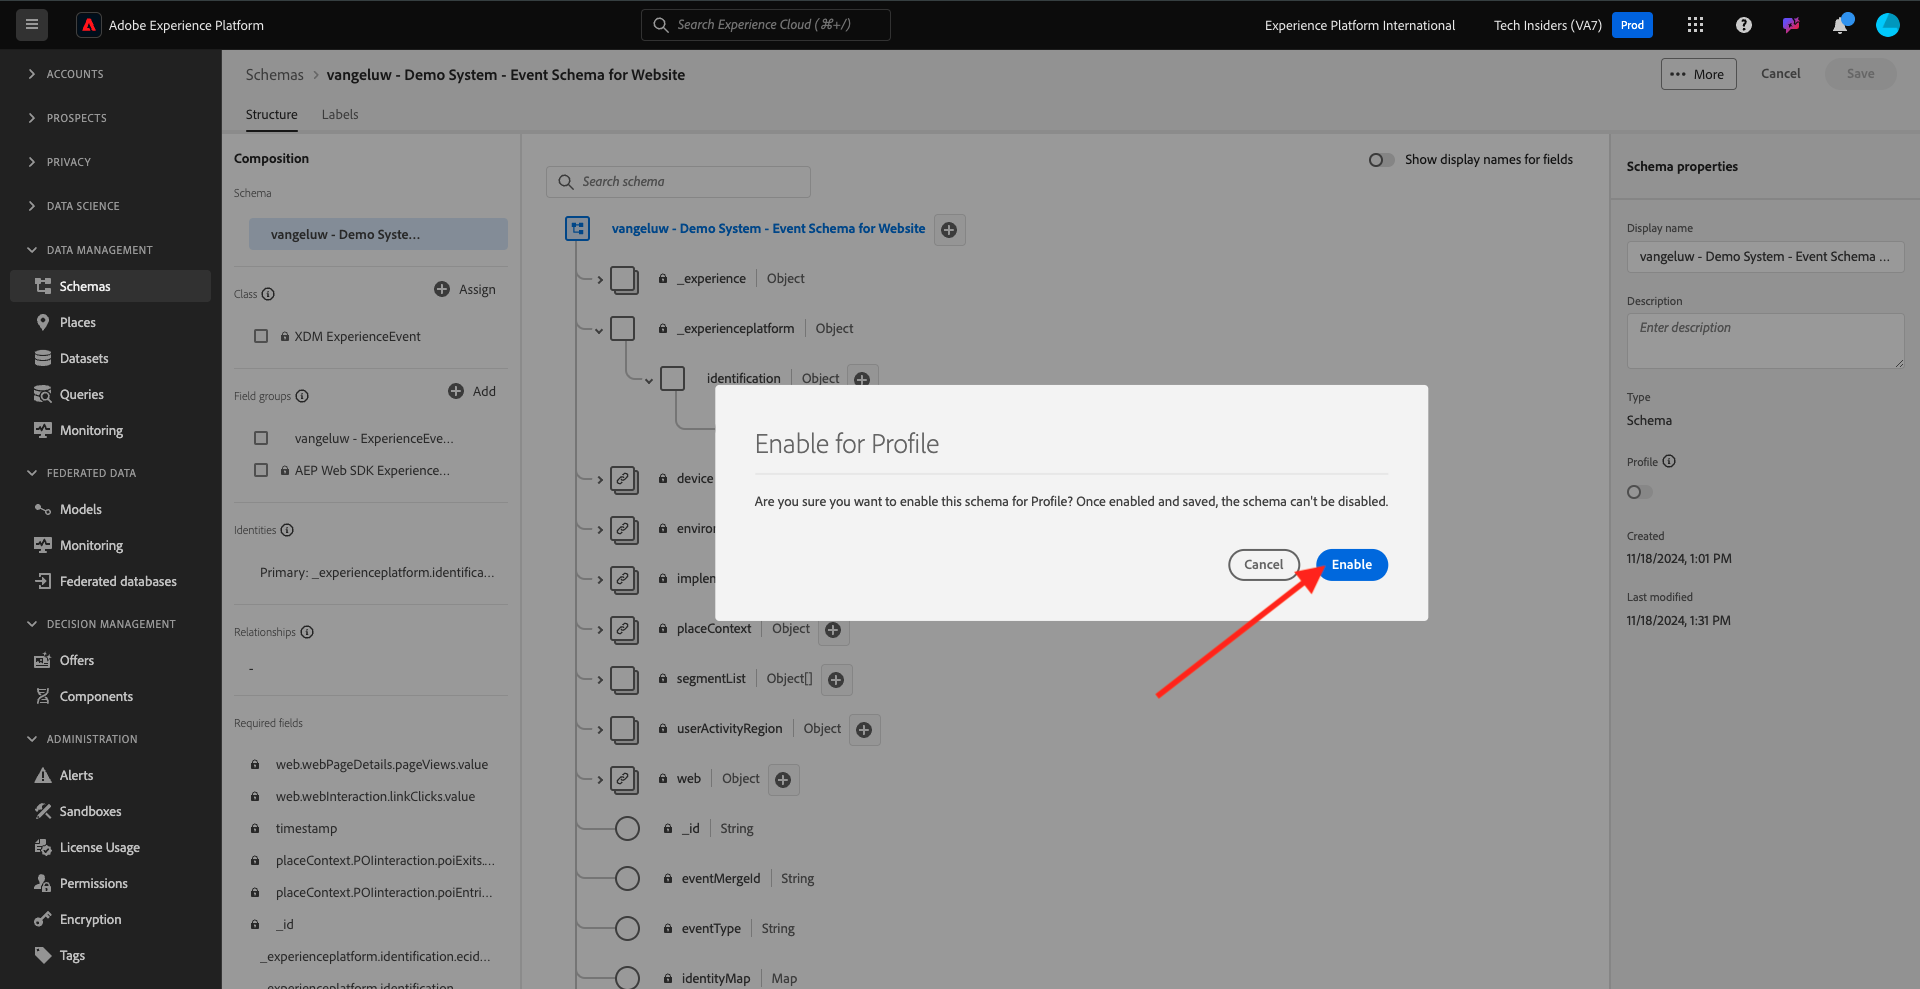 Adobe Experience Platform
Search Experience Cloud (⌘+/)
Experience Platform International
Tech Insiders (VA7)
Prod
ACCOUNTS
PROSPECTS
PRIVACY
DATA SCIENCE
DATA MANAGEMENT
Schemas
Places
Datasets
Queries
Monitoring
FEDERATED DATA
Models
Monitoring
Federated databases
DECISION MANAGEMENT
Offers
Components
ADMINISTRATION
Alerts
Sandboxes
License Usage
Permissions
Encryption
Tags
Schemas > vangeluw - Demo System - Event Schema for Website
More
Cancel
Save
Structure
Labels
Composition
Schema
vangeluw - Demo Syste...
Class
Assign
XDM ExperienceEvent
Field groups
Add
vangeluw - ExperienceEve...
AEP Web SDK Experience...
Identities
Primary: _experienceplatform.identifica...
Relationships
-
Required fields
web.webPageDetails.pageViews.value
web.webInteraction.linkClicks.value
timestamp
placeContext.POIinteraction.poiExits....
placeContext.POIinteraction.poiEntri...
_id
_experienceplatform.identification.ecid...
_experienceplatform.identification
Search schema
Show display names for fields
vangeluw - Demo System - Event Schema for Website
_experience | Object
_experienceplatform | Object
identification | Object
device
environ
implem
placeContext | Object
segmentList | Object[]
userActivityRegion | Object
web | Object
_id | String
eventMergeId | String
eventType | String
identityMap | Map
Enable for Profile
Are you sure you want to enable this schema for Profile? Once enabled and saved, the schema can't be disabled.
Cancel
Enable
Schema properties
Display name
vangeluw - Demo System - Event Schema ...
Description
Enter description
Type
Schema
Profile
Created
11/18/2024, 1:01 PM
Last modified
11/18/2024, 1:31 PM